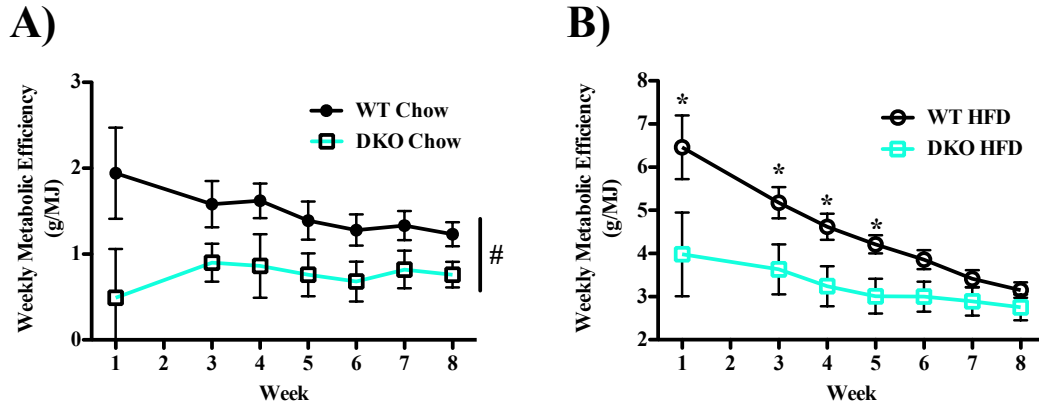 A)
Weekly Metabolic Efficiency
(g/MJ)
3
2
1
0
WT Chow
DKO Chow
#
1 2 3 4 5 6 7 8
Week
B)
Weekly Metabolic Efficiency
(g/MJ)
8
7
6
5
4
3
2
* * * *
WT HFD
DKO HFD
1 2 3 4 5 6 7 8
Week